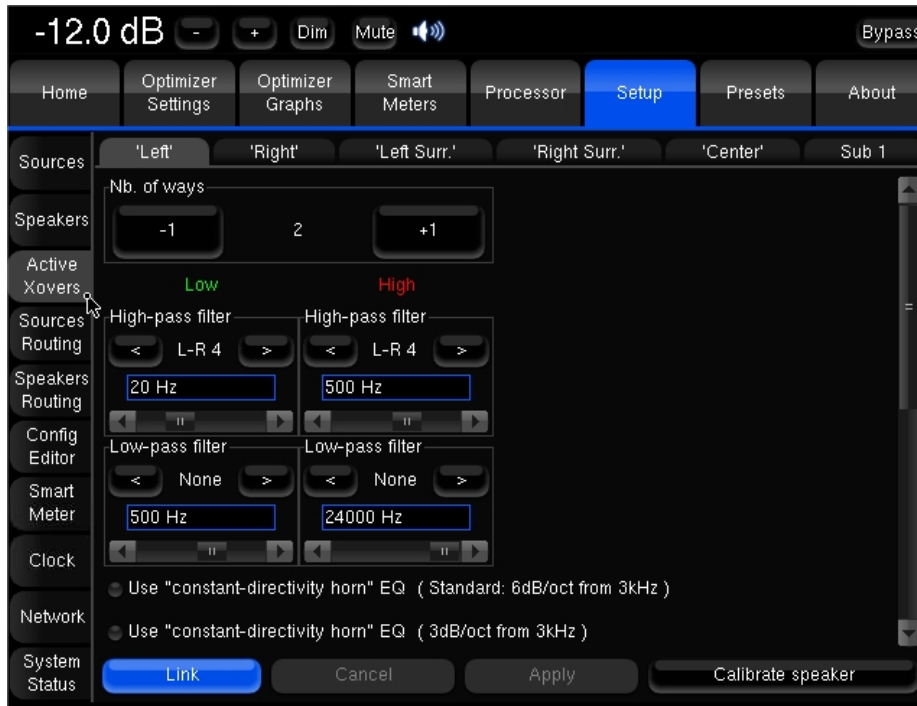 -12.0 dB - + Dim Mute Bypass
Home Optimizer Settings Optimizer Graphs Smart Meters Processor Setup Presets About
Sources
Speakers
Active
Xovers
Sources
Routing
Speakers
Routing
Config
Editor
Smart
Meter
Clock
Network
System
Status
'Left' 'Right' 'Left Surr.' 'Right Surr.' 'Center' Sub 1
Nb. of ways
-1 2 +1
Low High
High-pass filter High-pass filter
< L-R 4 > < L-R 4 >
20 Hz 500 Hz
Low-pass filter Low-pass filter
< None > < None >
500 Hz 24000 Hz
Use "constant-directivity horn" EQ ( Standard: 6dB/oct from 3kHz )
Use "constant-directivity horn" EQ ( 3dB/oct from 3kHz )
Link Cancel Apply Calibrate speaker